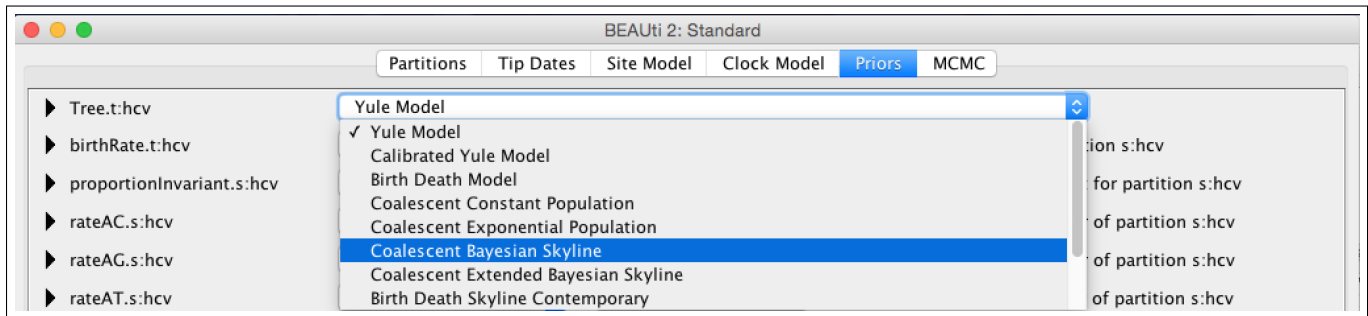 BEAUti 2: Standard
Partitions Tip Dates Site Model Clock Model Priors MCMC
Tree.t:hcv Yule Model
✓ Yule Model
birthRate.t:hcv tion s:hcv
Calibrated Yule Model
Birth Death Model
proportionInvariant.s:hcv for partition s:hcv
Coalescent Constant Population
rateAC.s:hcv of partition s:hcv
Coalescent Exponential Population
Coalescent Bayesian Skyline
rateAG.s:hcv of partition s:hcv
Coalescent Extended Bayesian Skyline
rateAT.s:hcv Birth Death Skyline Contemporary of partition s:hcv